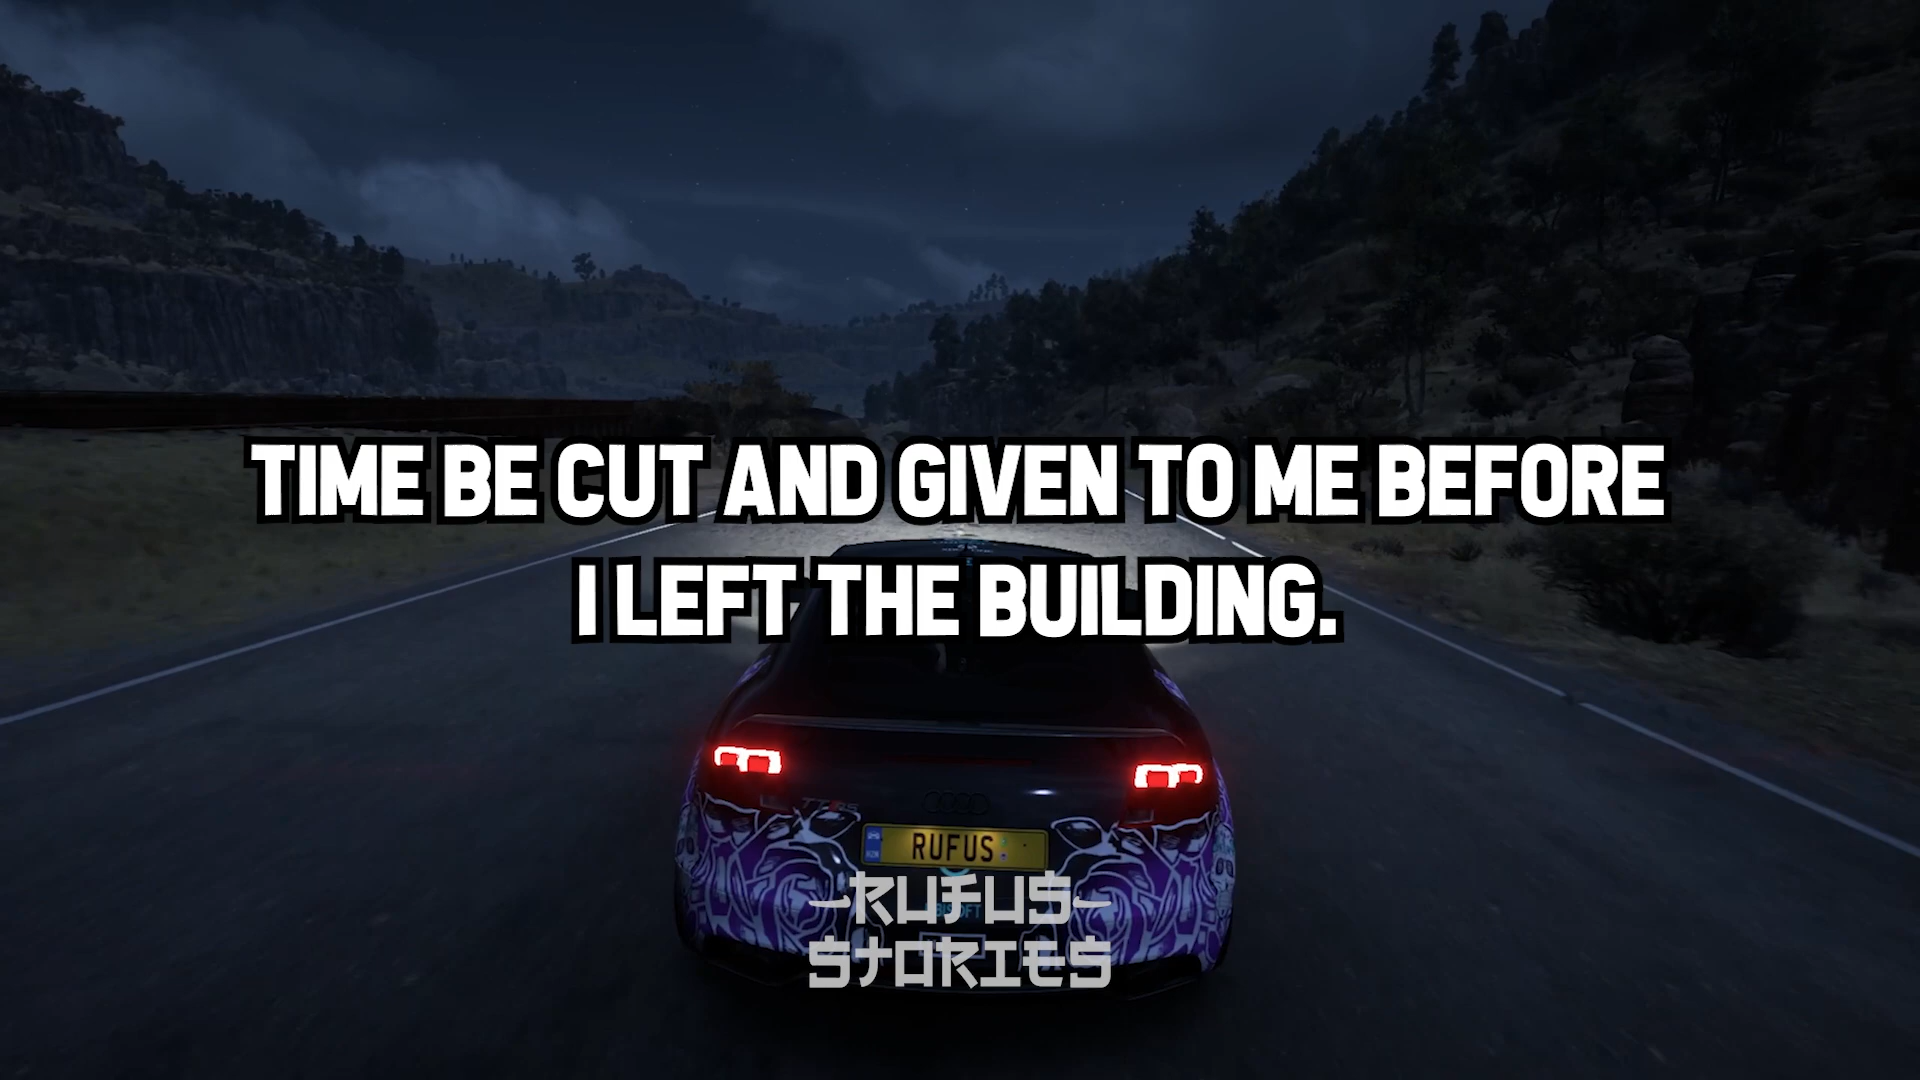 TIME BE CUT AND GIVEN TO ME BEFORE
I LEFT THE BUILDING.
RUFUS
-RUFUS-
STORIES